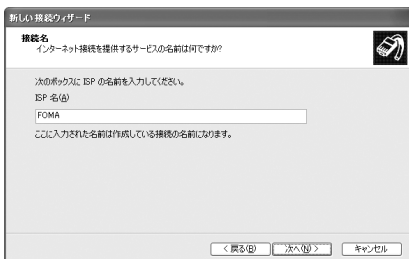 新しい接続ウィザード
接続名
インターネット接続を提供するサービスの名前は何ですか?
次のボックスに ISP の名前を入力してください。
ISP 名(A)
FOMA
ここに入力された名前は作成している接続の名前になります。
< 戻る(B) 次へ(N) > キャンセル